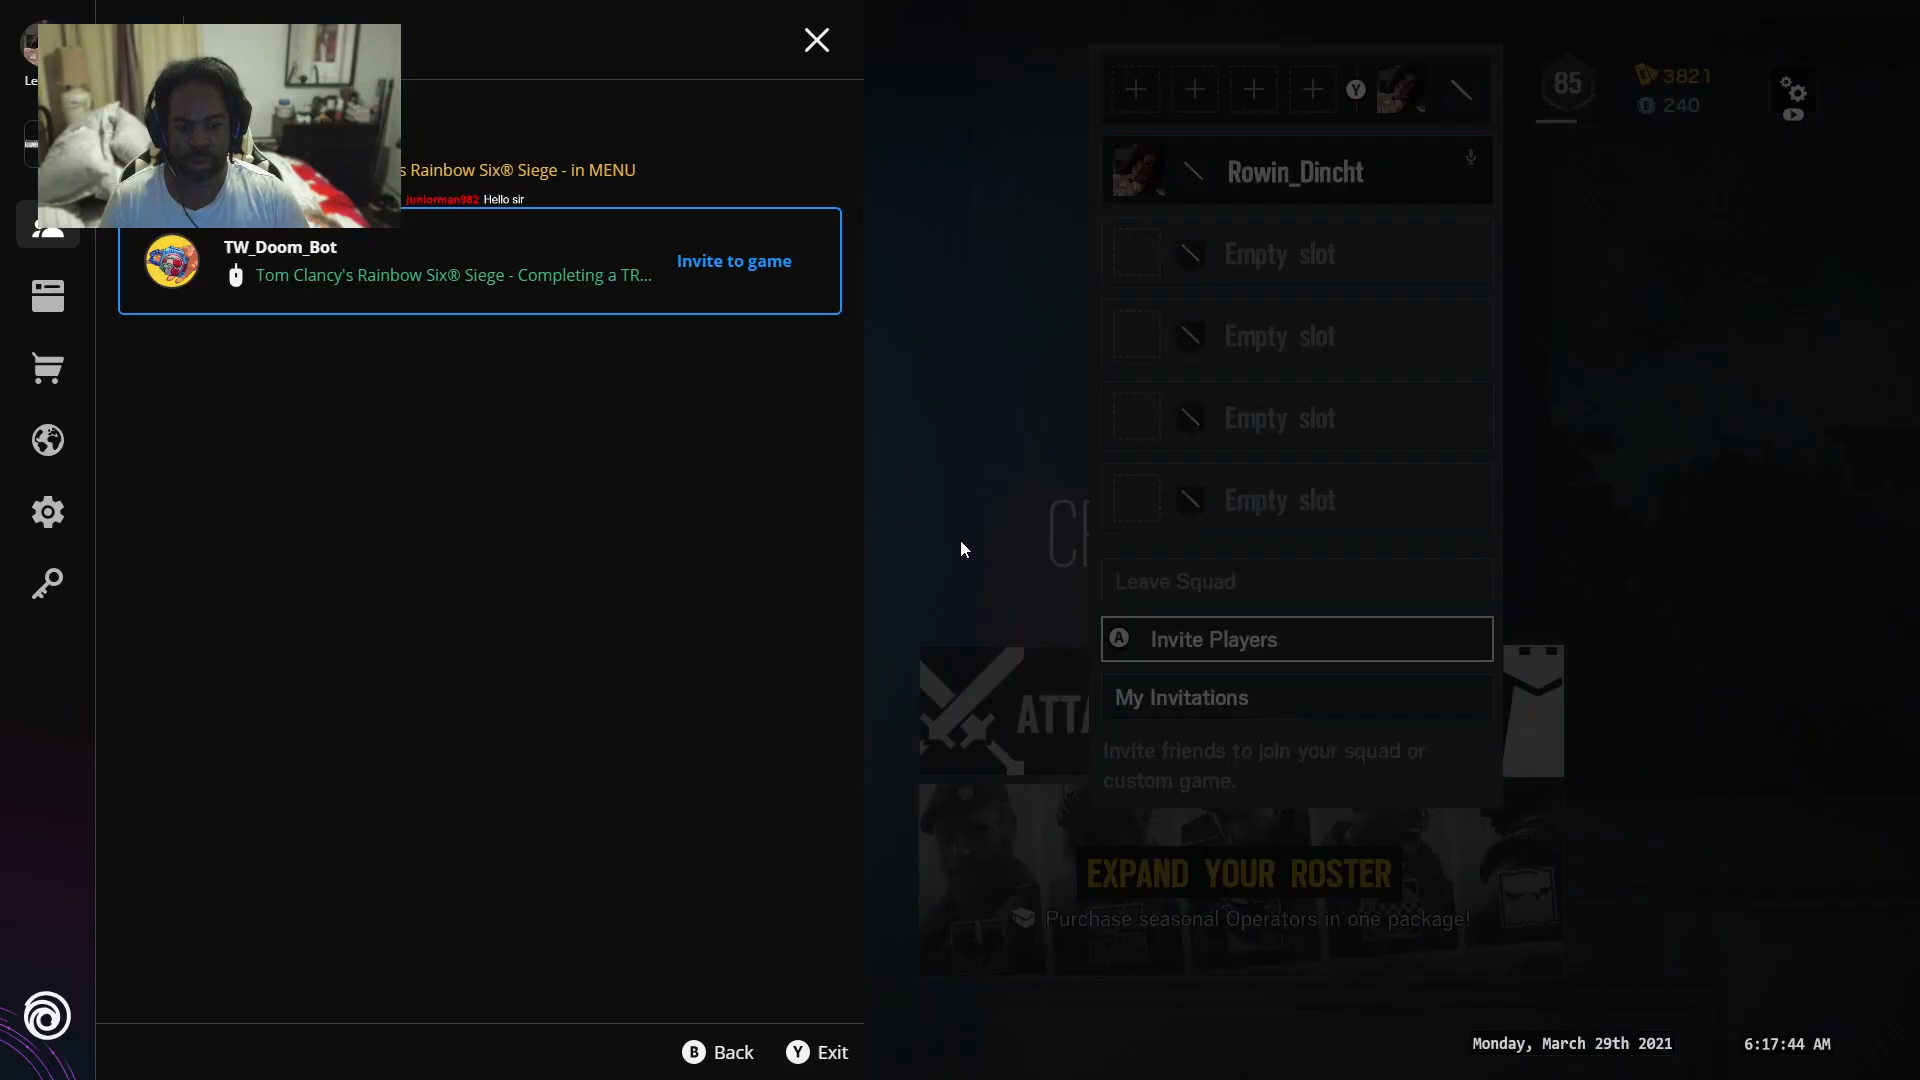 Le
s Rainbow Six® Siege - in MENU
juniorman982 Hello sir
TW_Doom_Bot
Tom Clancy's Rainbow Six® Siege - Completing a TR...
Invite to game
B Back
Y Exit
Y
85
3821
240
Rowin_Dincht
Empty slot
Empty slot
Empty slot
Empty slot
Leave Squad
A Invite Players
My Invitations
Invite friends to join your squad or
custom game.
ATTA
EXPAND YOUR ROSTER
Purchase seasonal Operators in one package!
Monday, March 29th 2021
6:17:44 AM